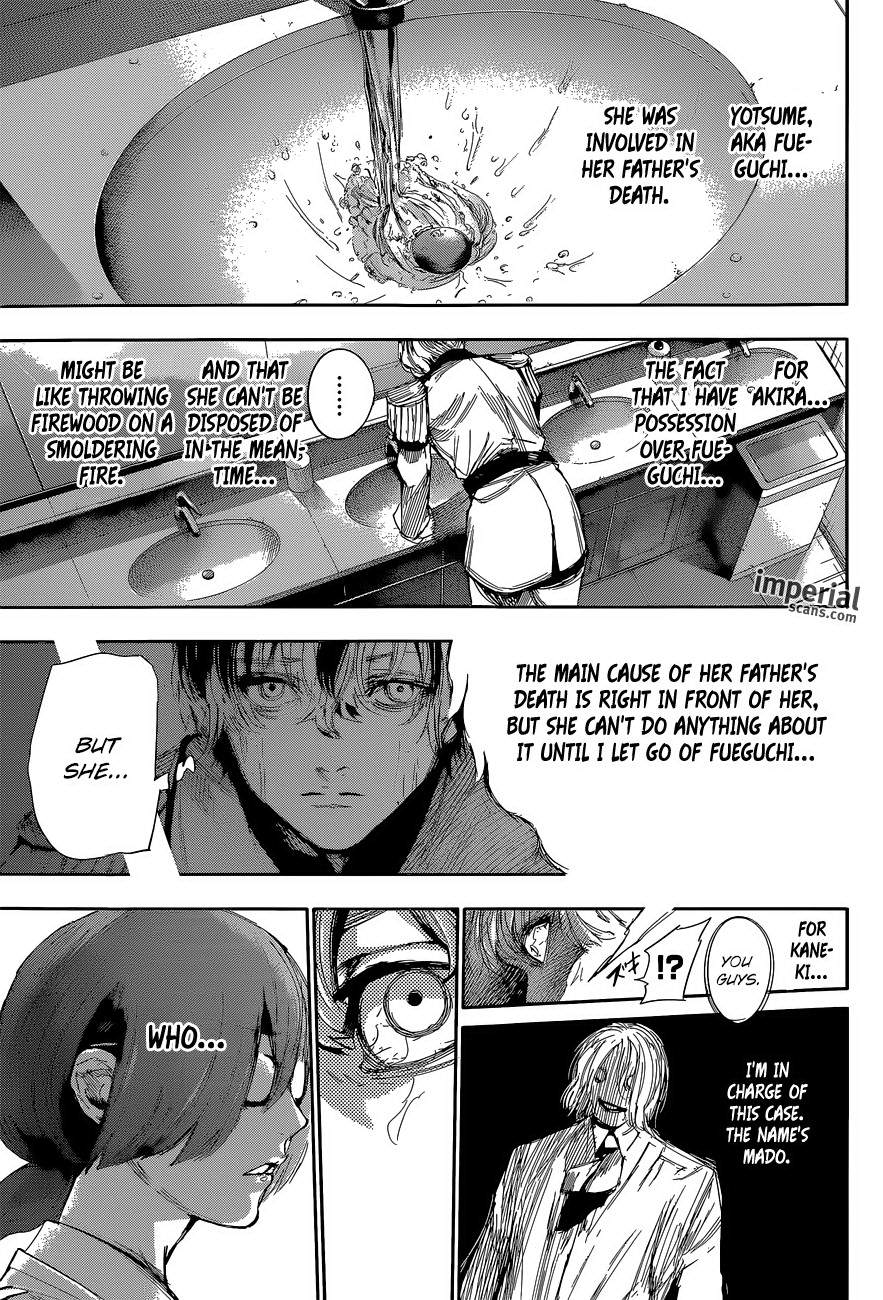 YOTSUME,
AKA FUE-
GUCHI...
SHE WAS
INVOLVED IN
HER FATHER'S
DEATH.
FOR
AKIRA...
THE FACT
THAT I HAVE
POSSESSION
OVER FUE-
GUCHI...
......
AND THAT
SHE CAN'T BE
DISPOSED OF
IN THE MEAN-
TIME...
MIGHT BE
LIKE THROWING
FIREWOOD ON A
SMOLDERING
FIRE.
imperial
scans.com
THE MAIN CAUSE OF HER FATHER'S
DEATH IS RIGHT IN FRONT OF HER,
BUT SHE CAN'T DO ANYTHING ABOUT
IT UNTIL I LET GO OF FUEGUCHI...
BUT
SHE...
FOR
KANE-
KI...
YOU
GUYS.
!?
ズキ
I'M IN
CHARGE OF
THIS CASE.
THE NAME'S
MADO.
WHO...